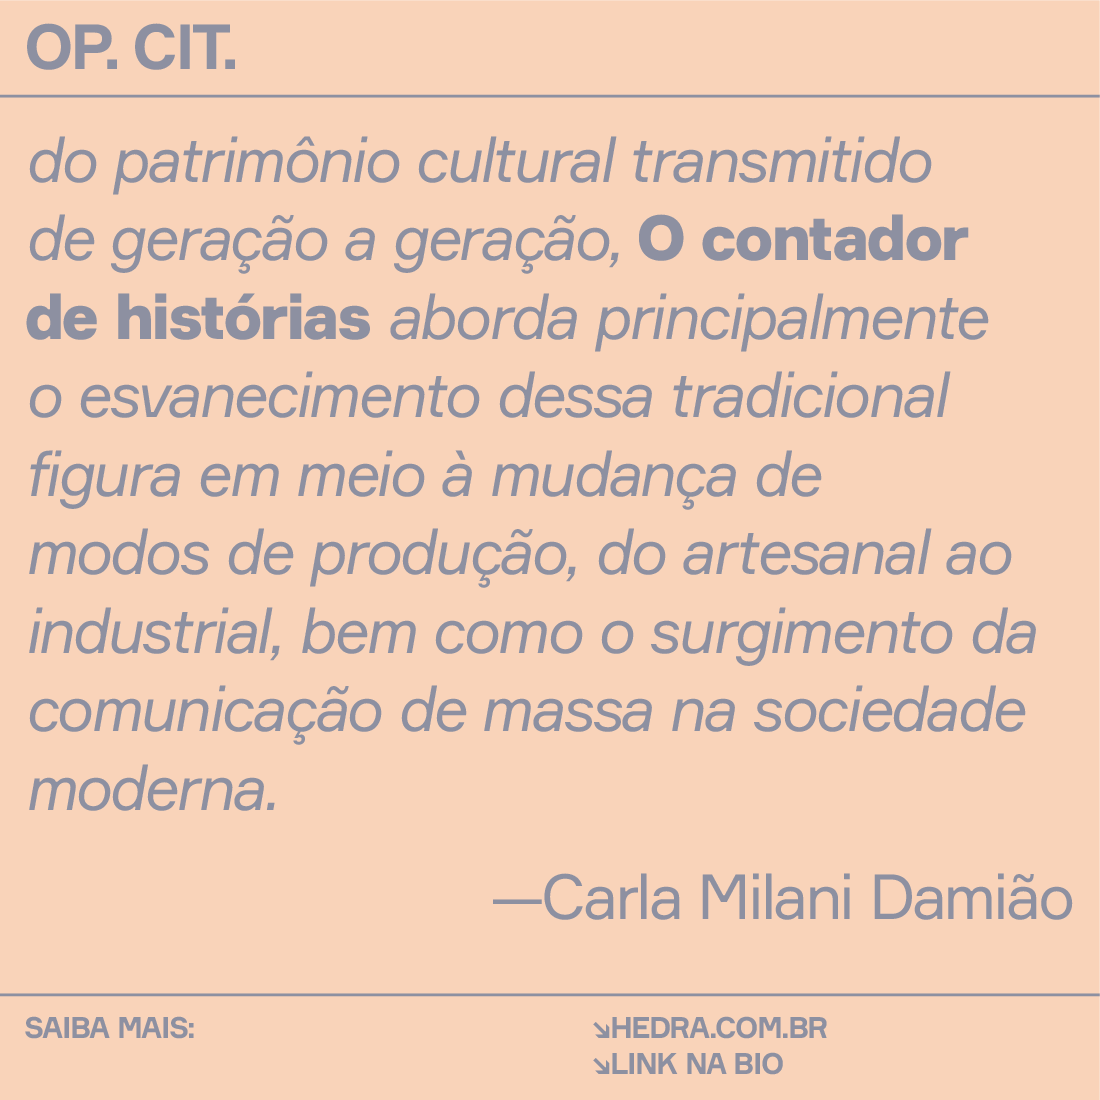 OP. CIT.
do patrimônio cultural transmitido
de geração a geração, O contador
de histórias aborda principalmente
o esvanecimento dessa tradicional
figura em meio à mudança de
modos de produção, do artesanal ao
industrial, bem como o surgimento da
comunicação de massa na sociedade
moderna.
—Carla Milani Damião
SAIBA MAIS:
↘HEDRA.COM.BR
↘LINK NA BIO